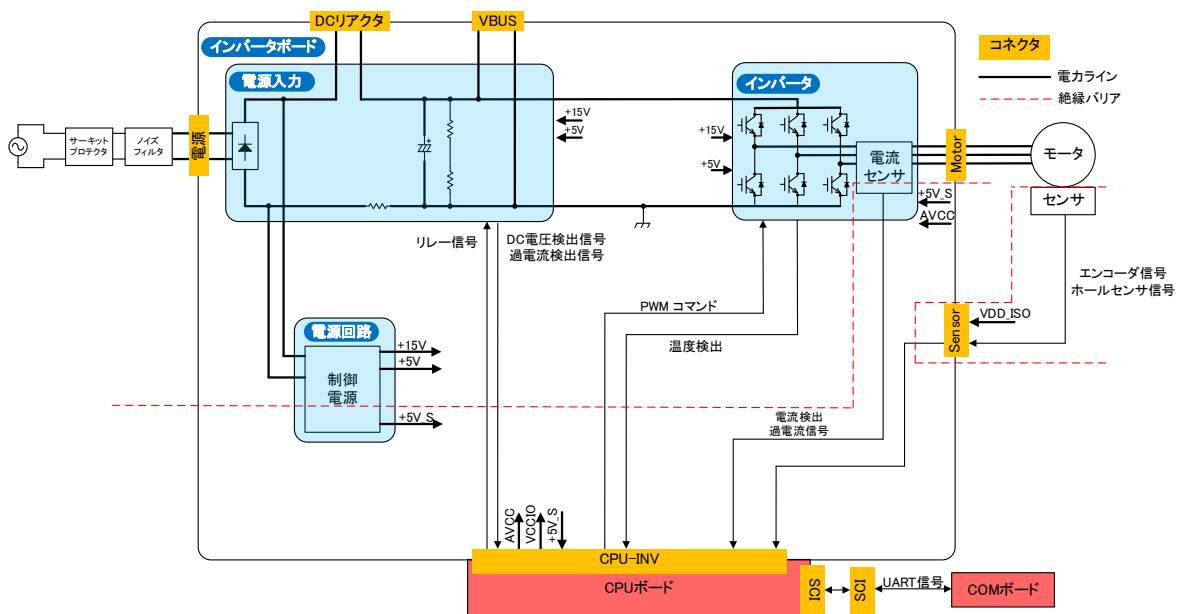 DCリアクタ
VBUS
インバータボード
コネクタ
電源入力
インバータ
電力ライン
絶縁バリア
+15V
+5V
+15V
+5V
サーキット
プロテクタ
ノイズ
フィルタ
電源
電流
センサ
Motor
モータ
センサ
+5V_S
AVCC
リレー信号
DC電圧検出信号
過電流検出信号
エンコーダ信号
ホールセンサ信号
PWM コマンド
VDD_ISO
Sensor
温度検出
電源回路
+15V
+5V
制御
電源
+5V_S
電流検出
過電流信号
AVCC
VCCIO
+5V_S
CPU-INV
CPUボード
SCI
SCI
UART信号
COMボード